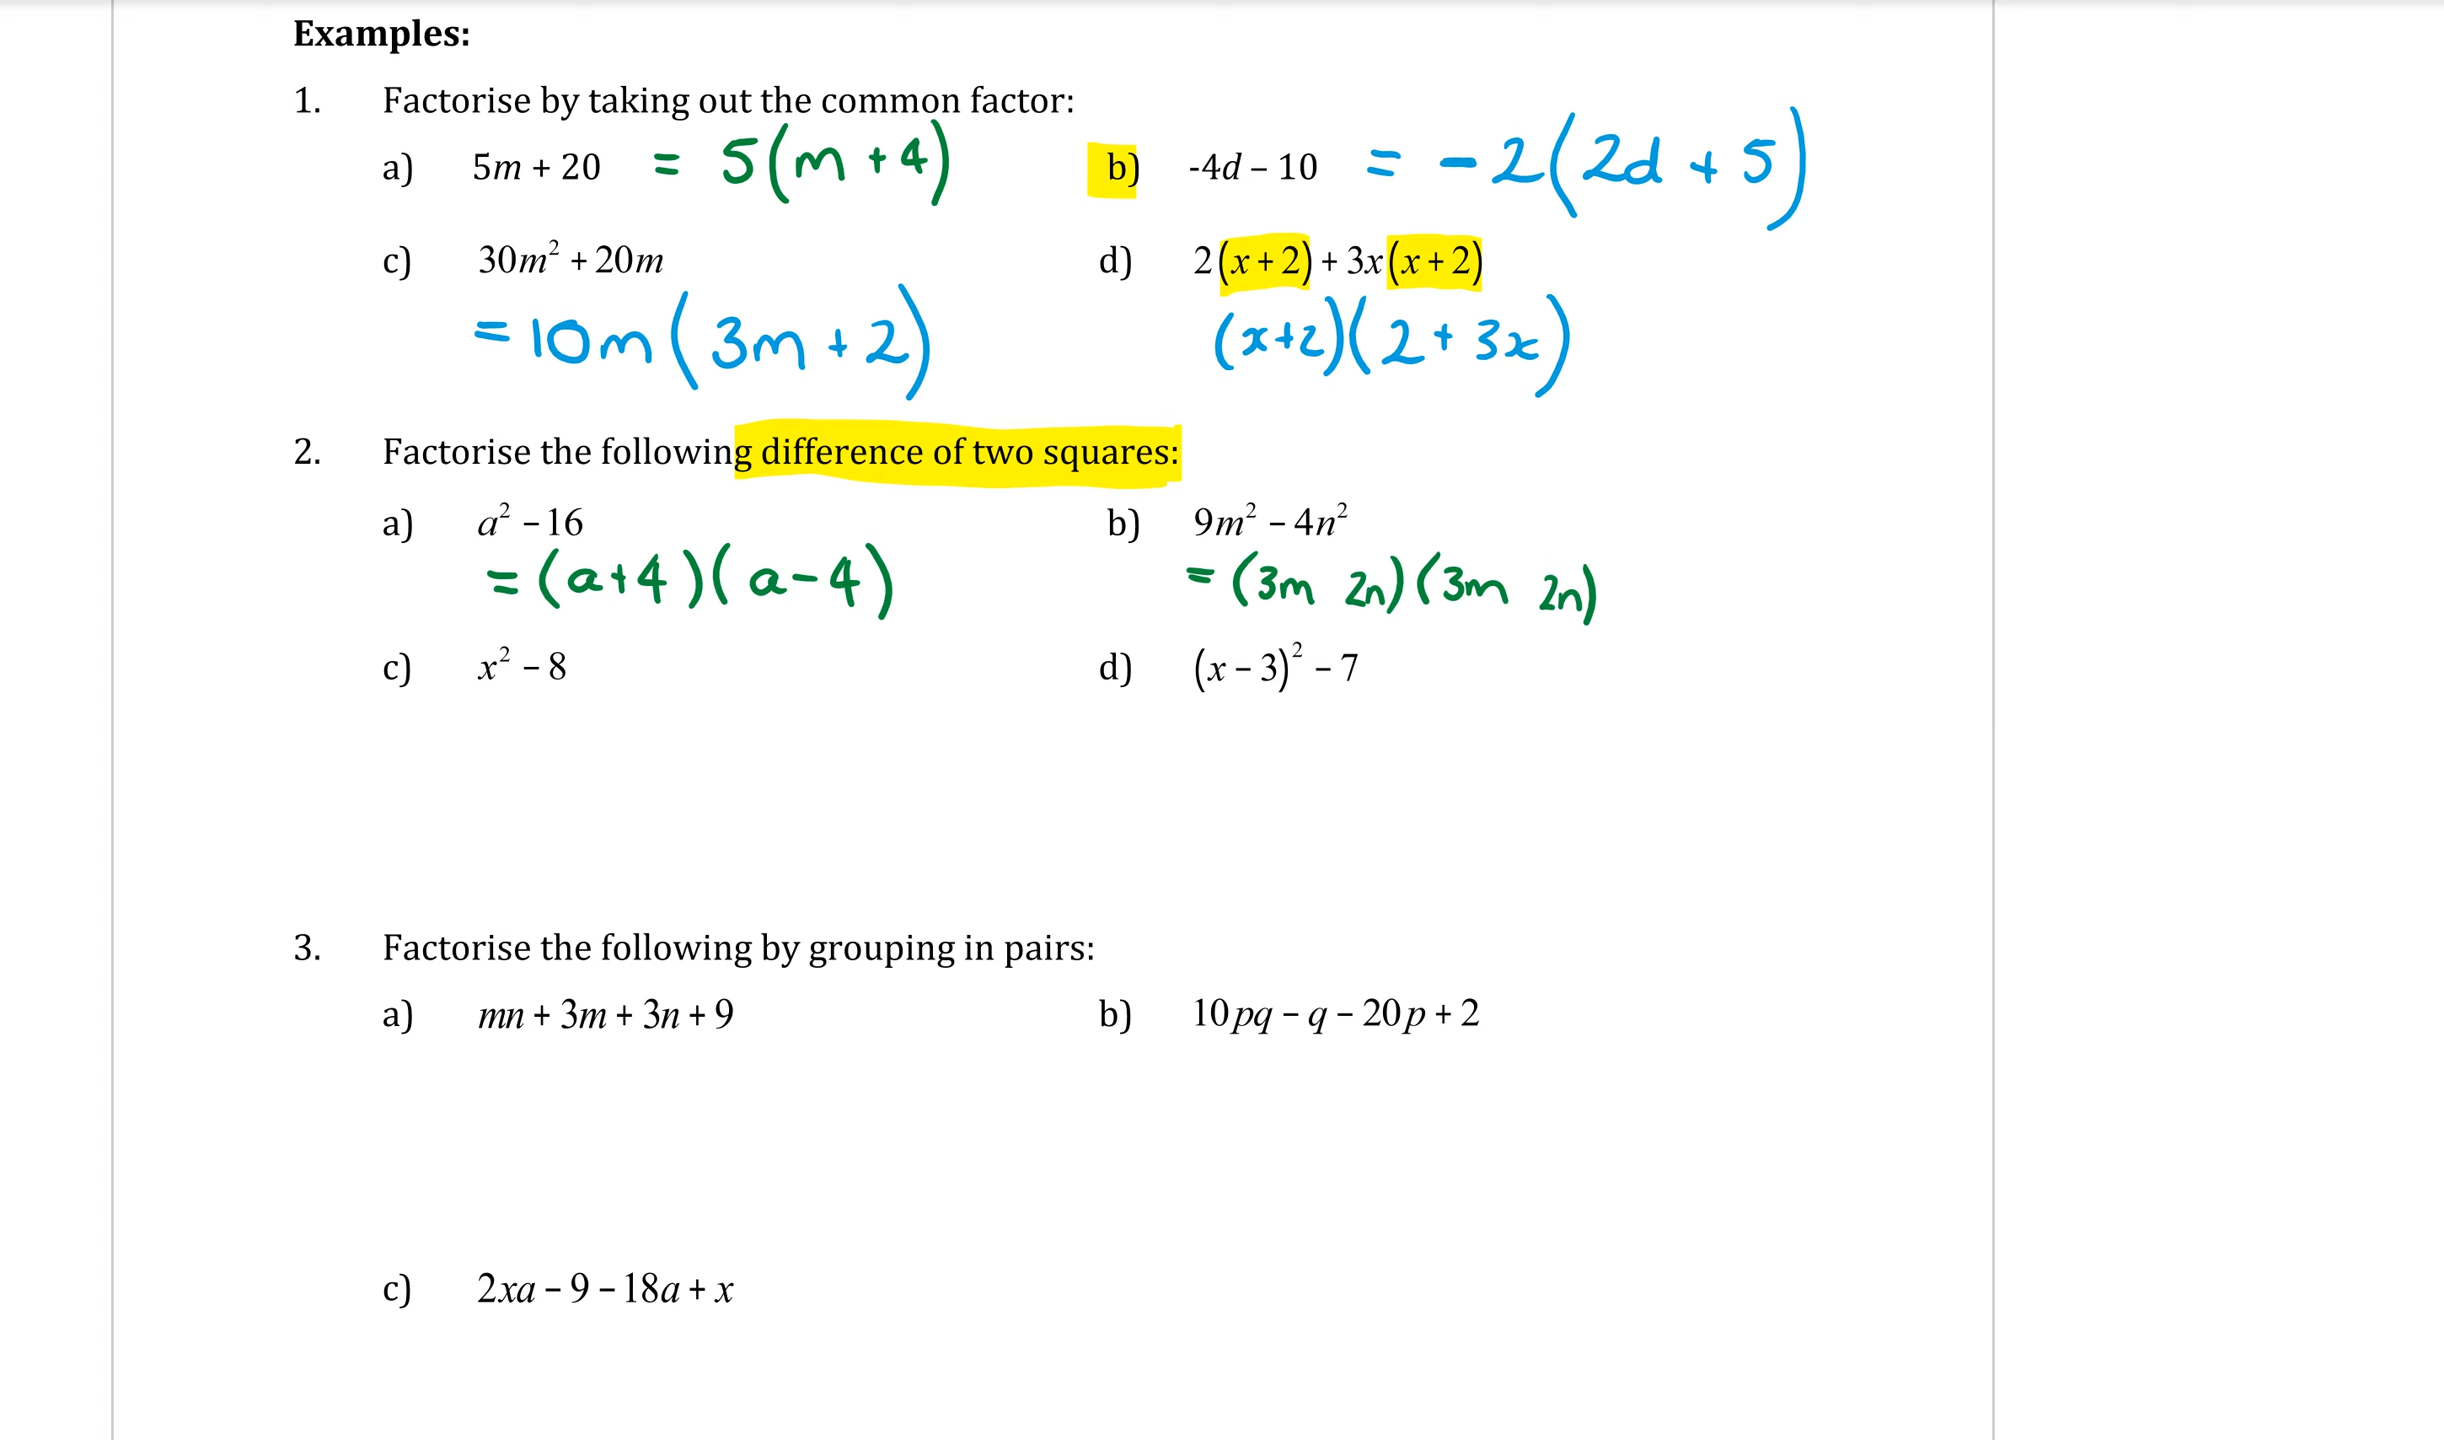 Examples:
1. Factorise by taking out the common factor:
a) 5m + 20 = 5(m + 4)
b) -4d – 10 = -2(2d + 5)
c) 30m² + 20m
d) 2(x + 2) + 3x(x + 2)
= 10m(3m + 2)
(x+2)(2 + 3x)
2. Factorise the following difference of two squares:
a) a² – 16
b) 9m² – 4n²
= (a+4)(a-4)
= (3m 2n)(3m 2n)
c) x² – 8
d) (x – 3)² – 7
3. Factorise the following by grouping in pairs:
a) mn + 3m + 3n + 9
b) 10pq – q – 20p + 2
c) 2xa – 9 – 18a + x